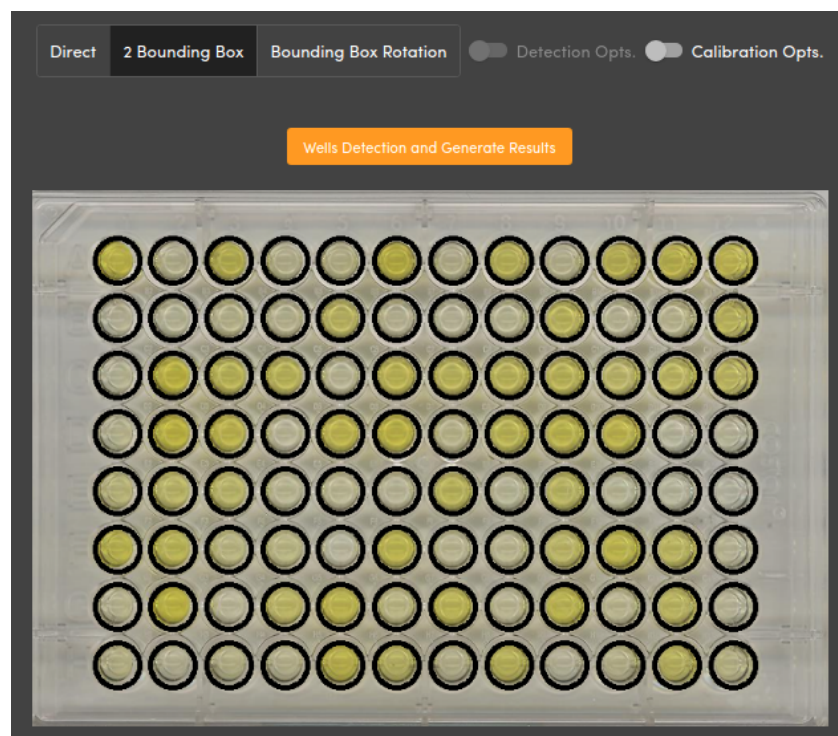 Direct 2 Bounding Box Bounding Box Rotation Detection Opts. Calibration Opts.
Wells Detection and Generate Results